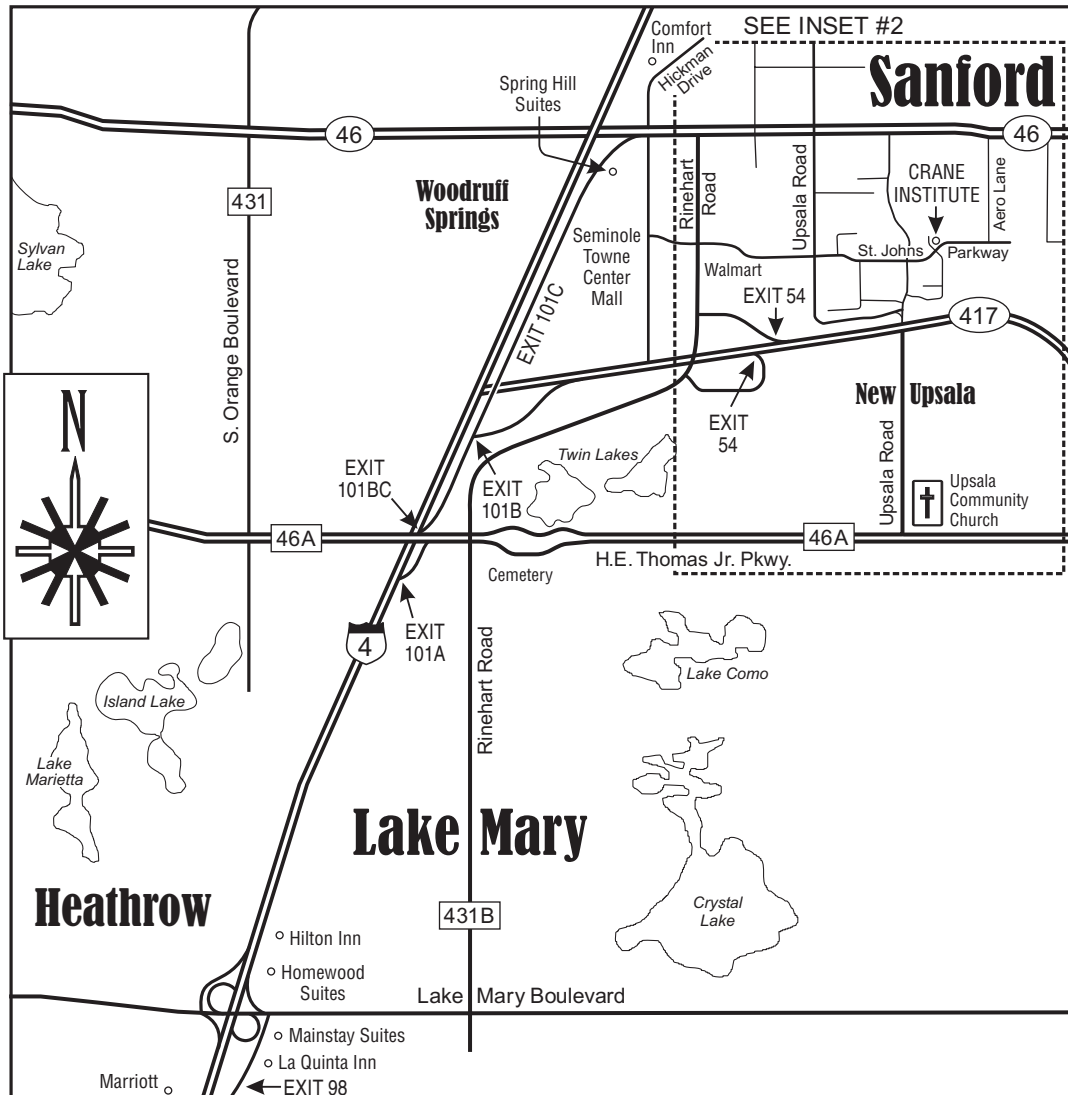 SEE INSET #2
Comfort
Inn
Hickman
Drive
Sanford
Spring Hill
Suites
46
46
Woodruff
Springs
431
Rinehart
Road
Upsala Road
CRANE
INSTITUTE
Aero Lane
Sylvan
Lake
S. Orange Boulevard
Seminole
Towne
Center
Mall
St. Johns Parkway
Walmart
EXIT 54
EXIT 101C
417
New Upsala
N
EXIT
54
Twin Lakes
EXIT
101BC
EXIT
101B
Upsala Road
Upsala
Community
Church
46A
46A
H.E. Thomas Jr. Pkwy.
Cemetery
4
EXIT
101A
Rinehart Road
Lake Como
Island Lake
Lake
Marietta
Lake Mary
Heathrow
Crystal
Lake
431B
Hilton Inn
Homewood
Suites
Lake Mary Boulevard
Mainstay Suites
La Quinta Inn
Marriott
EXIT 98